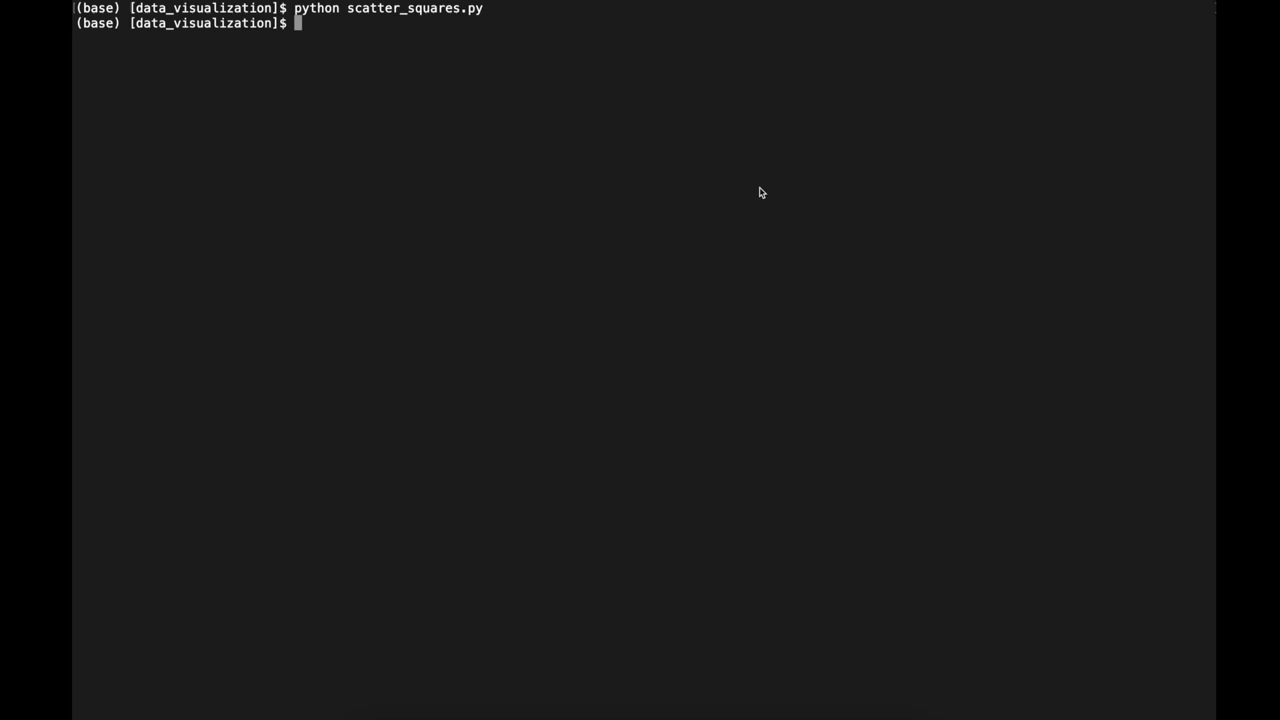 (base) [data_visualization]$ python scatter_squares.py
(base) [data_visualization]$